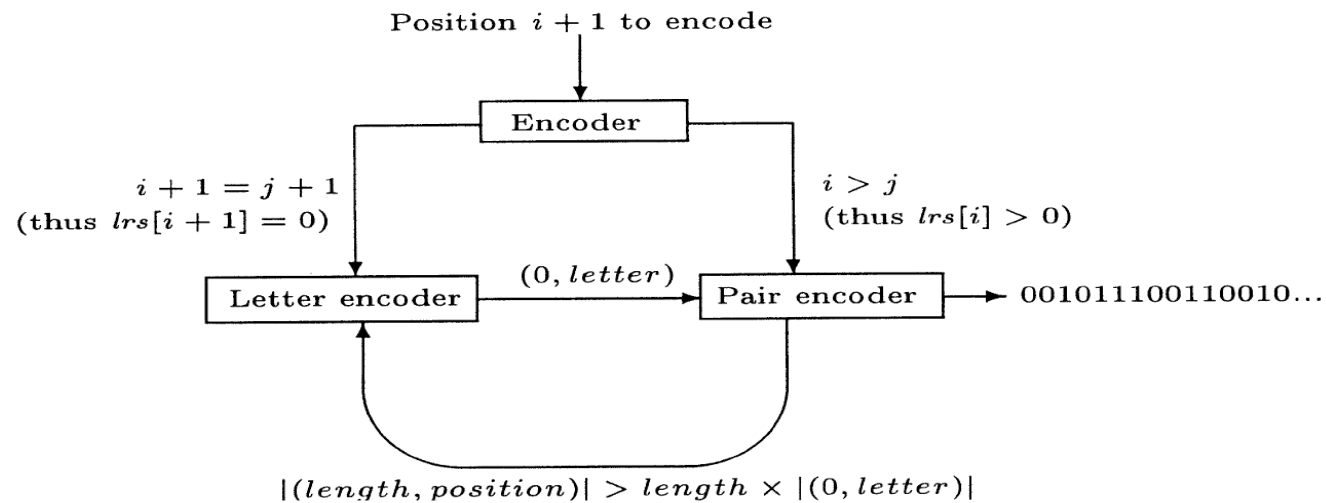 Position i + 1 to encode
Encoder
i + 1 = j + 1
(thus lrs[i + 1] = 0)
i > j
(thus lrs[i] > 0)
(0, letter)
Letter encoder
Pair encoder
001011100110010...
|(length, position)| > length × |(0, letter)|